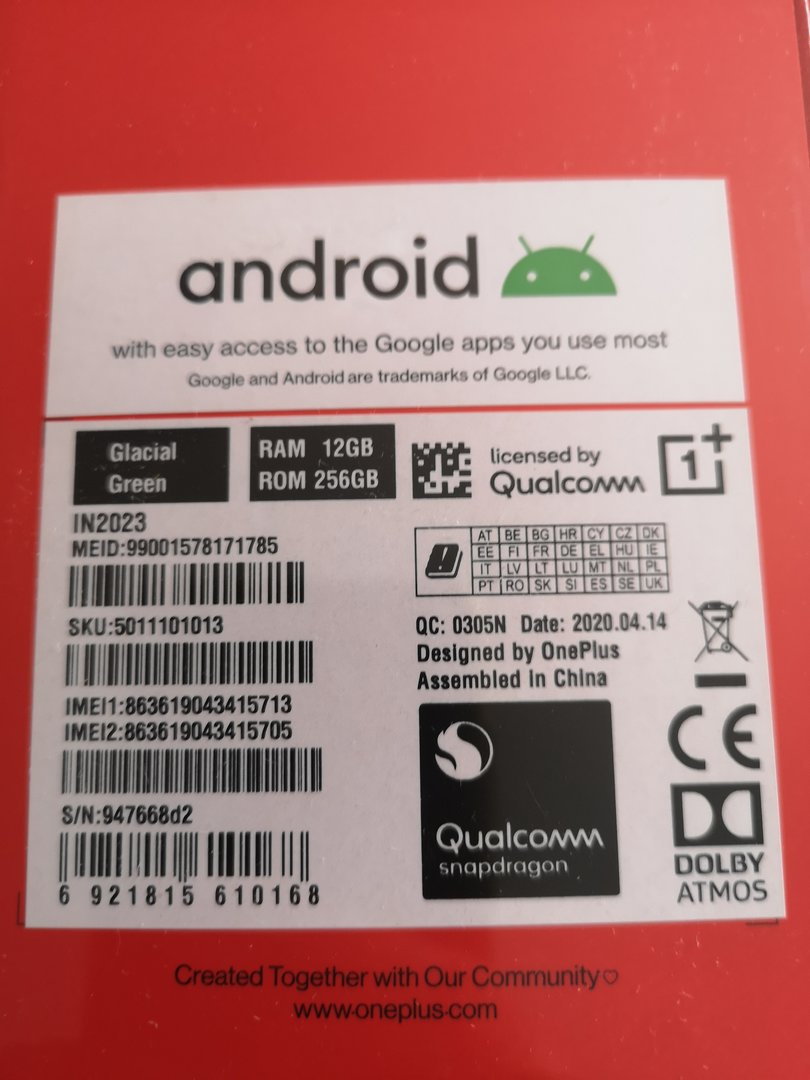 android
with easy access to the Google apps you use most
Google and Android are trademarks of Google LLC.
Glacial
Green
RAM 12GB
ROM 256GB
licensed by
Qualcomm
1+
IN2023
MEID:99001578171785
SKU:5011101013
IMEI1:863619043415713
IMEI2:863619043415705
S/N:947668d2
6 921815 610168
AT BE BG HR CY CZ DK
EE FI FR DE EL HU IE
IT LV LT LU MT NL PL
PT RO SK SI ES SE UK
QC: 0305N Date: 2020.04.14
Designed by OnePlus
Assembled in China
Qualcomm
snapdragon
CE
DOLBY
ATMOS
Created Together with Our Community♡
www.oneplus.com